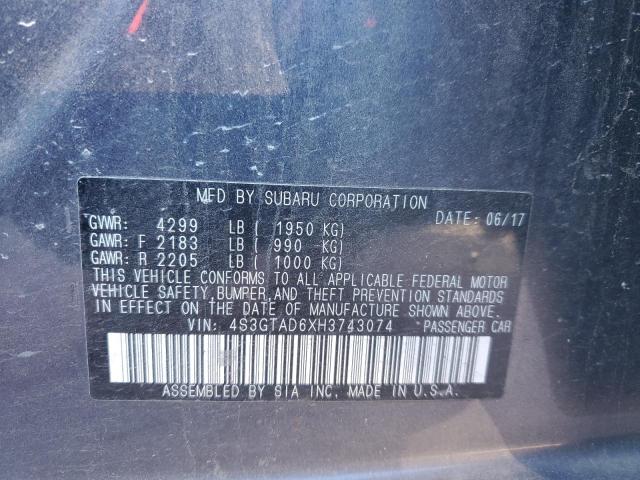 MFD BY SUBARU CORPORATION
DATE: 06/17
GVWR: 4299 LB ( 1950 KG)
GAWR: F 2183 LB ( 990 KG)
GAWR: R 2205 LB ( 1000 KG)
THIS VEHICLE CONFORMS TO ALL APPLICABLE FEDERAL MOTOR
VEHICLE SAFETY, BUMPER, AND THEFT PREVENTION STANDARDS
IN EFFECT ON THE DATE OF MANUFACTURE SHOWN ABOVE.
VIN: 4S3GTAD6XH3743074 PASSENGER CAR
ASSEMBLED BY SIA INC. MADE IN U.S.A.